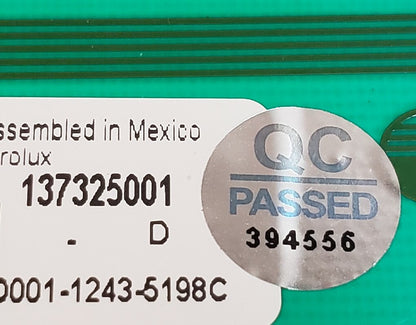 ssembled in Mexico
rolux
137325001
- D
0001-1243-5198C
QC
PASSED
394556